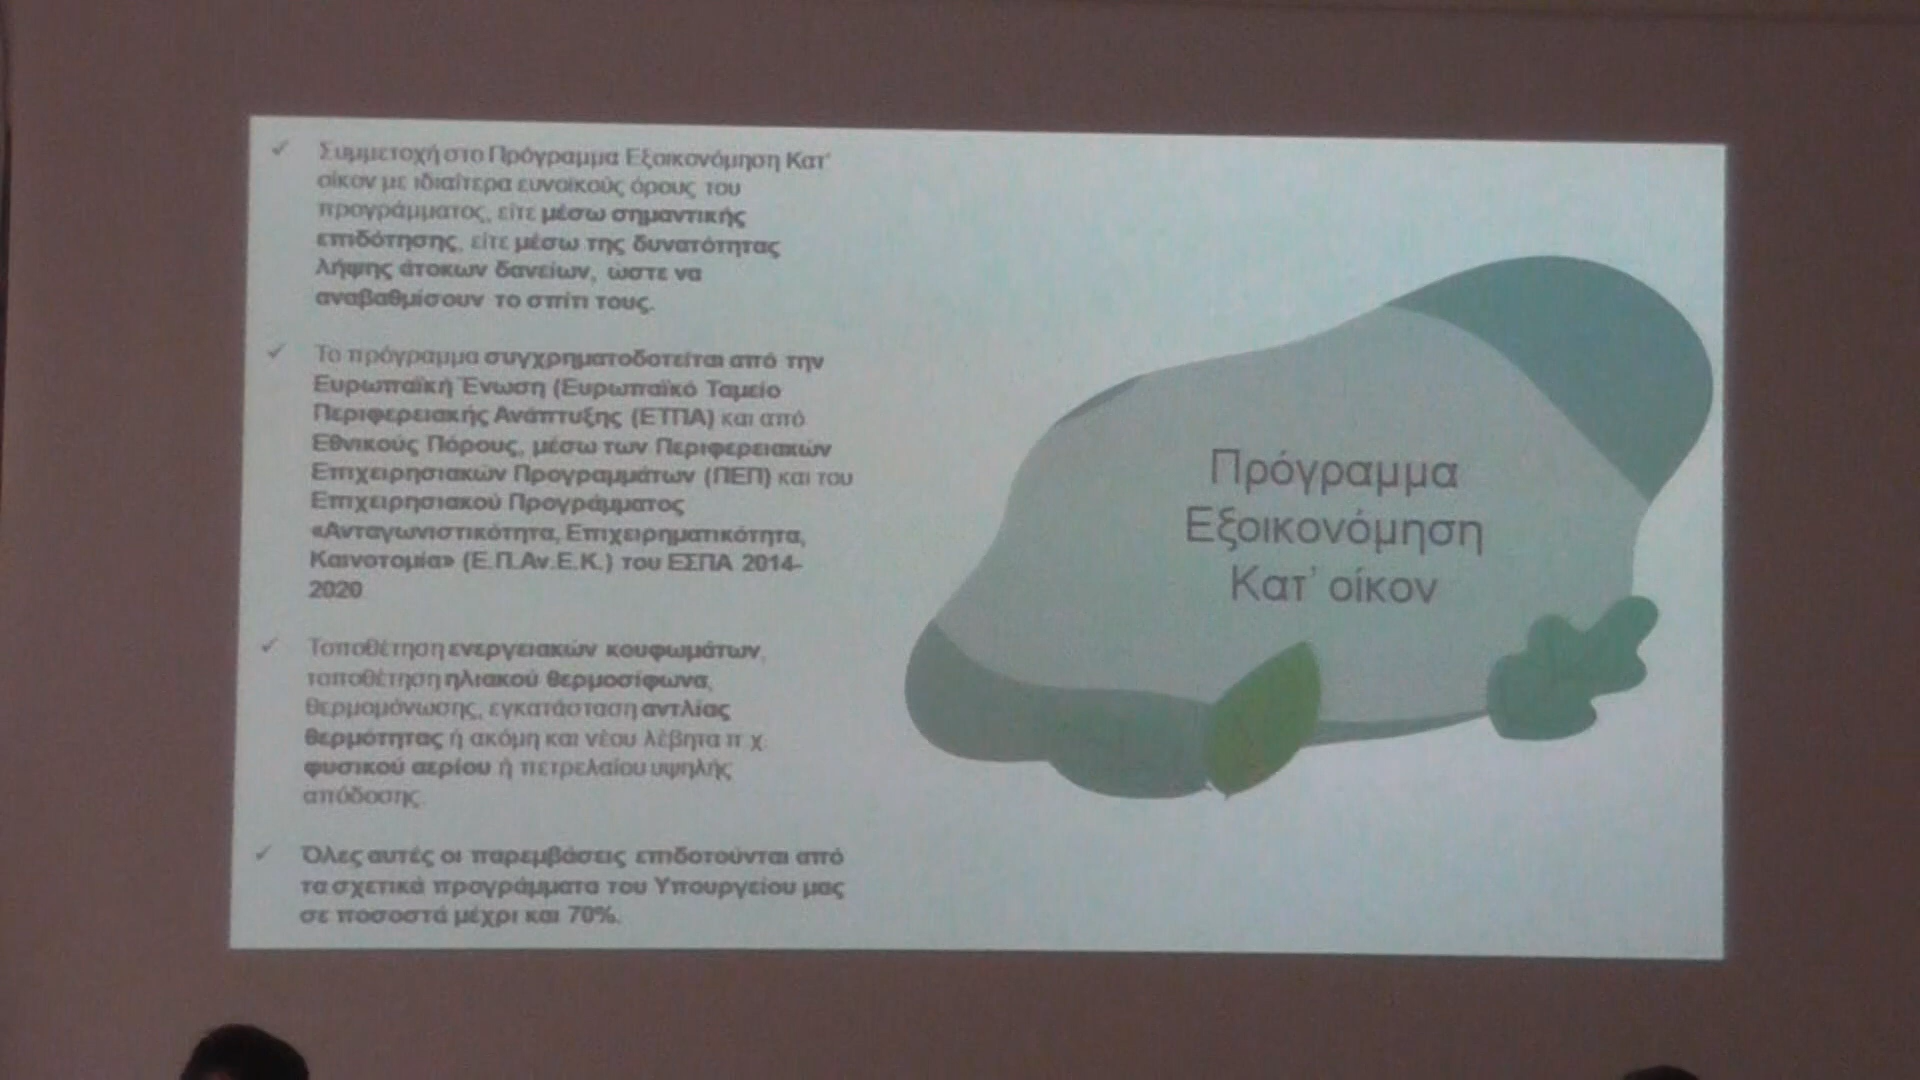 Συμμετοχή στο Πρόγραμμα Εξοικονόμηση Κατ'
οίκον με ιδιαίτερα ευνοϊκούς όρους του
προγράμματος, είτε μέσω σημαντικής
επιδότησης, είτε μέσω της δυνατότητας
λήψης άτοκων δανείων, ώστε να
αναβαθμίσουν το σπίτι τους.
Το πρόγραμμα συγχρηματοδοτείται από την
Ευρωπαϊκή Ένωση (Ευρωπαϊκό Ταμείο
Περιφερειακής Ανάπτυξης (ΕΤΠΑ) και από
Εθνικούς Πόρους, μέσω των Περιφερειακών
Επιχειρησιακών Προγραμμάτων (ΠΕΠ) και του
Επιχειρησιακού Προγράμματος
«Ανταγωνιστικότητα, Επιχειρηματικότητα,
Καινοτομία» (Ε.Π.Αν.Ε.Κ.) του ΕΣΠΑ 2014-
2020
Τοποθέτηση ενεργειακών κουφωμάτων,
τοποθέτηση ηλιακού θερμοσίφωνα,
θερμομόνωσης, εγκατάσταση αντλίας
θερμότητας ή ακόμη και νέου λέβητα π.χ.
φυσικού αερίου ή πετρελαίου υψηλής
απόδοσης.
Όλες αυτές οι παρεμβάσεις επιδοτούνται από
τα σχετικά προγράμματα του Υπουργείου μας
σε ποσοστά μέχρι και 70%.
Πρόγραμμα
Εξοικονόμηση
Κατ' οίκον